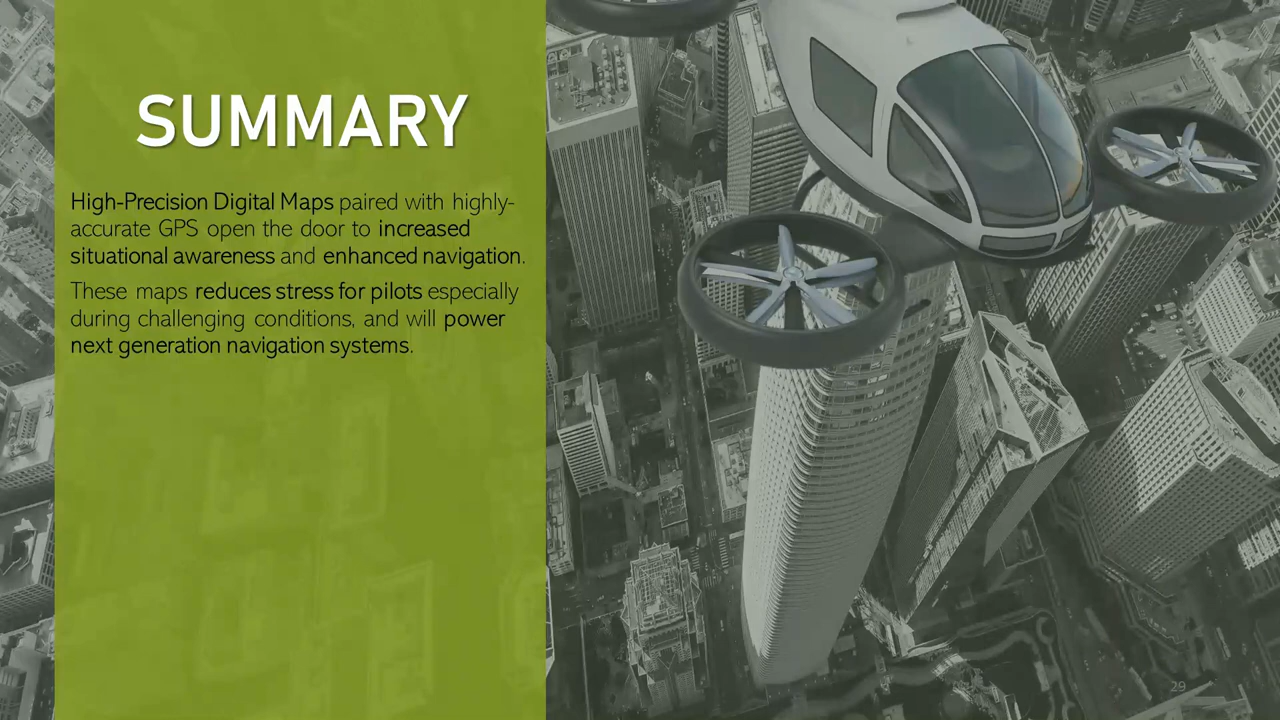 SUMMARY
High-Precision Digital Maps paired with highly-
accurate GPS open the door to increased
situational awareness and enhanced navigation.
These maps reduces stress for pilots especially
during challenging conditions, and will power
next generation navigation systems.
29